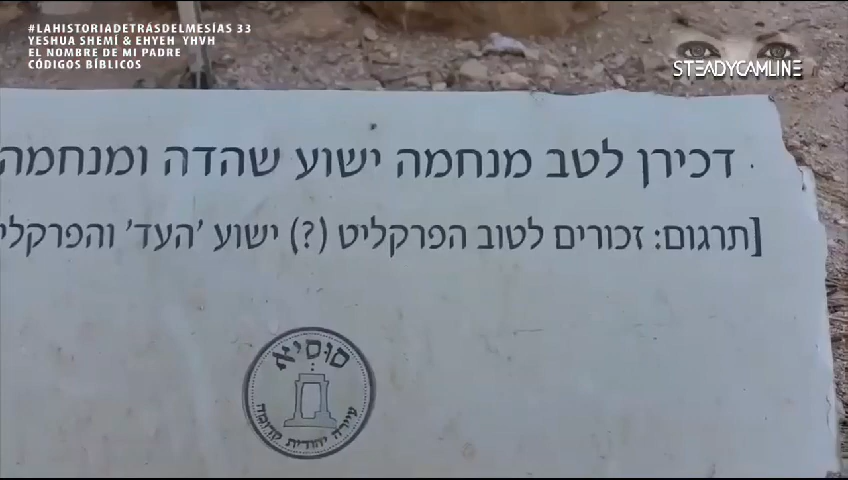 #LAHISTORIADETRÁSDELMESÍAS 33
YESHUA SHEMÍ & EHYEH YHVH
EL NOMBRE DE MI PADRE
CÓDIGOS BÍBLICOS
STEADYCAMLINE
דכירן לטב מנחמה ישוע שהדה ומנחמה
[תרגום: זכורים לטוב הפרקליט (?) ישוע 'העד' והפרקלי
סוסיא
עיירה יהודית קדומה